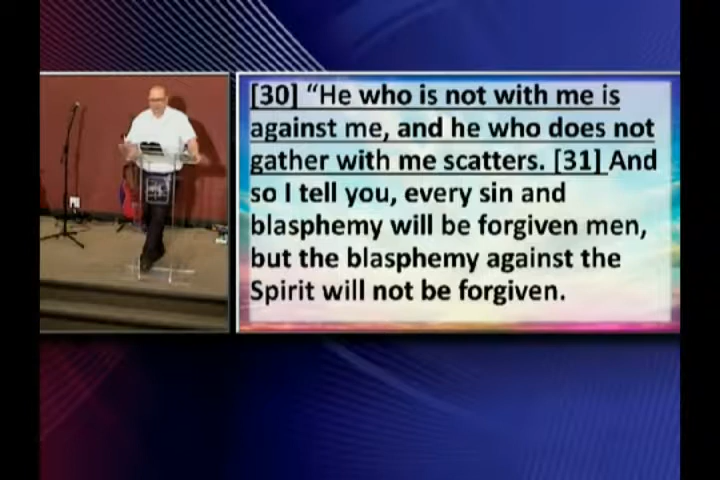 [30] “He who is not with me is
against me, and he who does not
gather with me scatters. [31] And
so I tell you, every sin and
blasphemy will be forgiven men,
but the blasphemy against the
Spirit will not be forgiven.